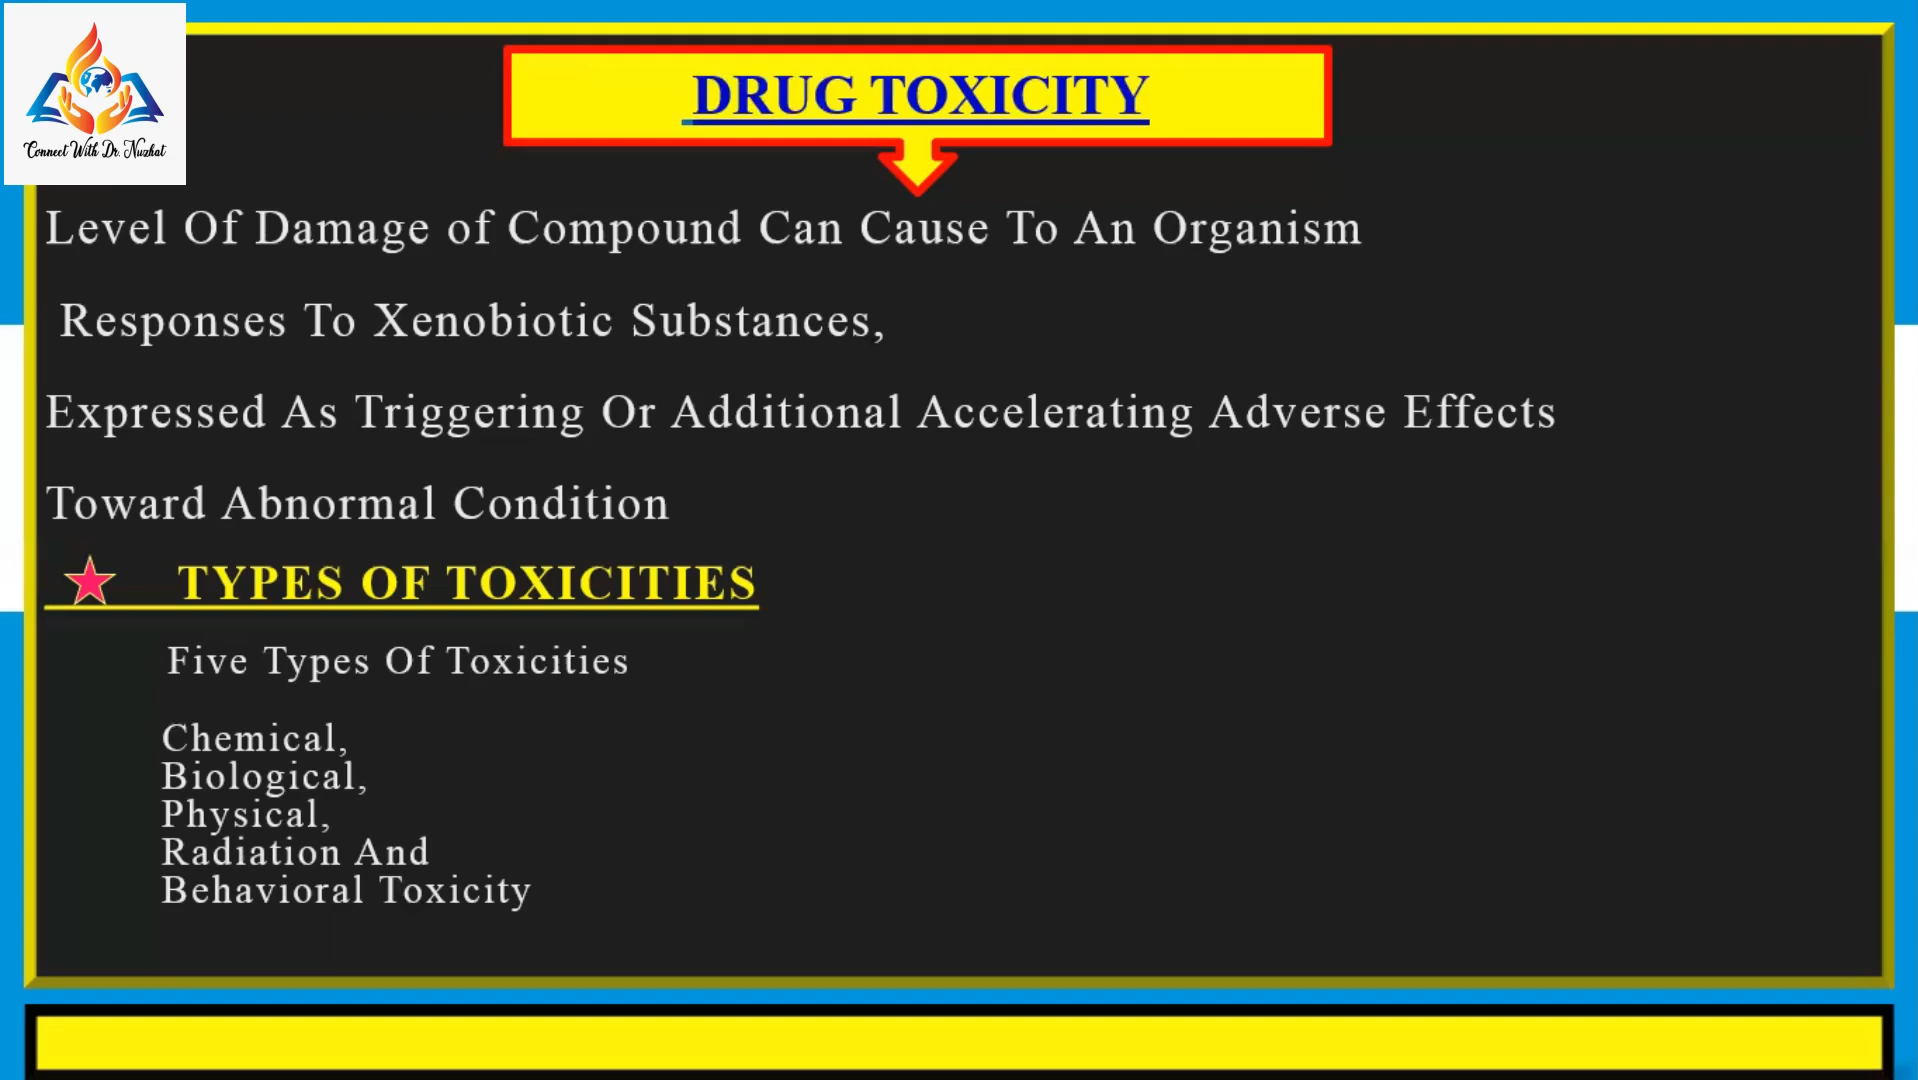 Connect With Dr. Nuzhat
DRUG TOXICITY
Level Of Damage of Compound Can Cause To An Organism
Responses To Xenobiotic Substances,
Expressed As Triggering Or Additional Accelerating Adverse Effects
Toward Abnormal Condition
TYPES OF TOXICITIES
Five Types Of Toxicities
Chemical,
Biological,
Physical,
Radiation And
Behavioral Toxicity